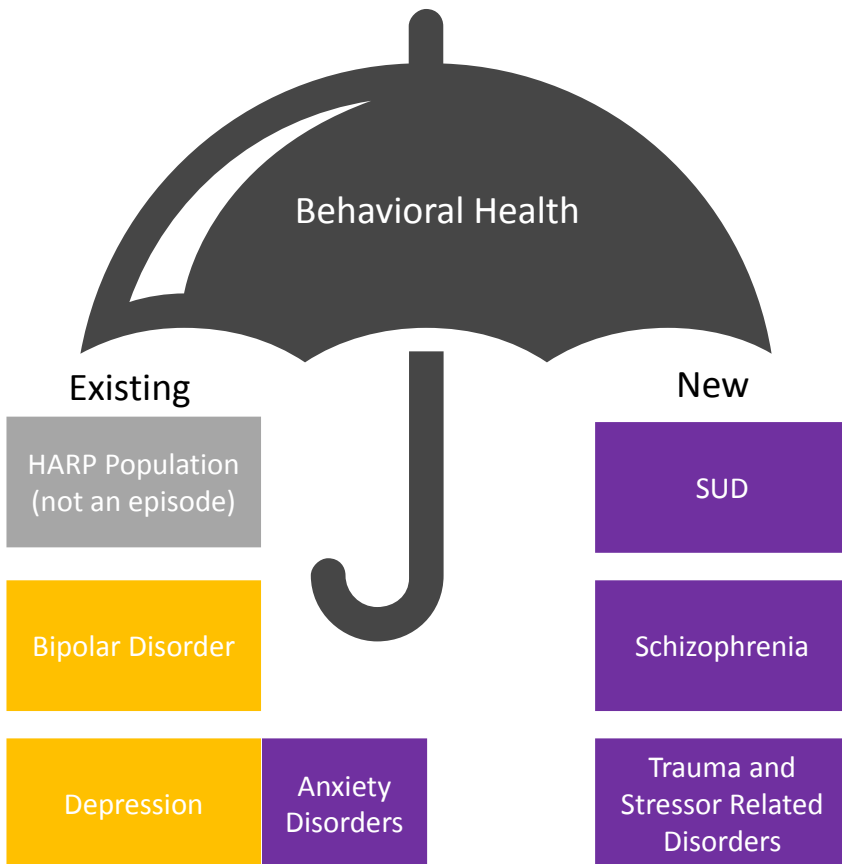 Behavioral Health
Existing
New
HARP Population
(not an episode)
SUD
Bipolar Disorder
Schizophrenia
Depression
Anxiety
Disorders
Trauma and
Stressor Related
Disorders